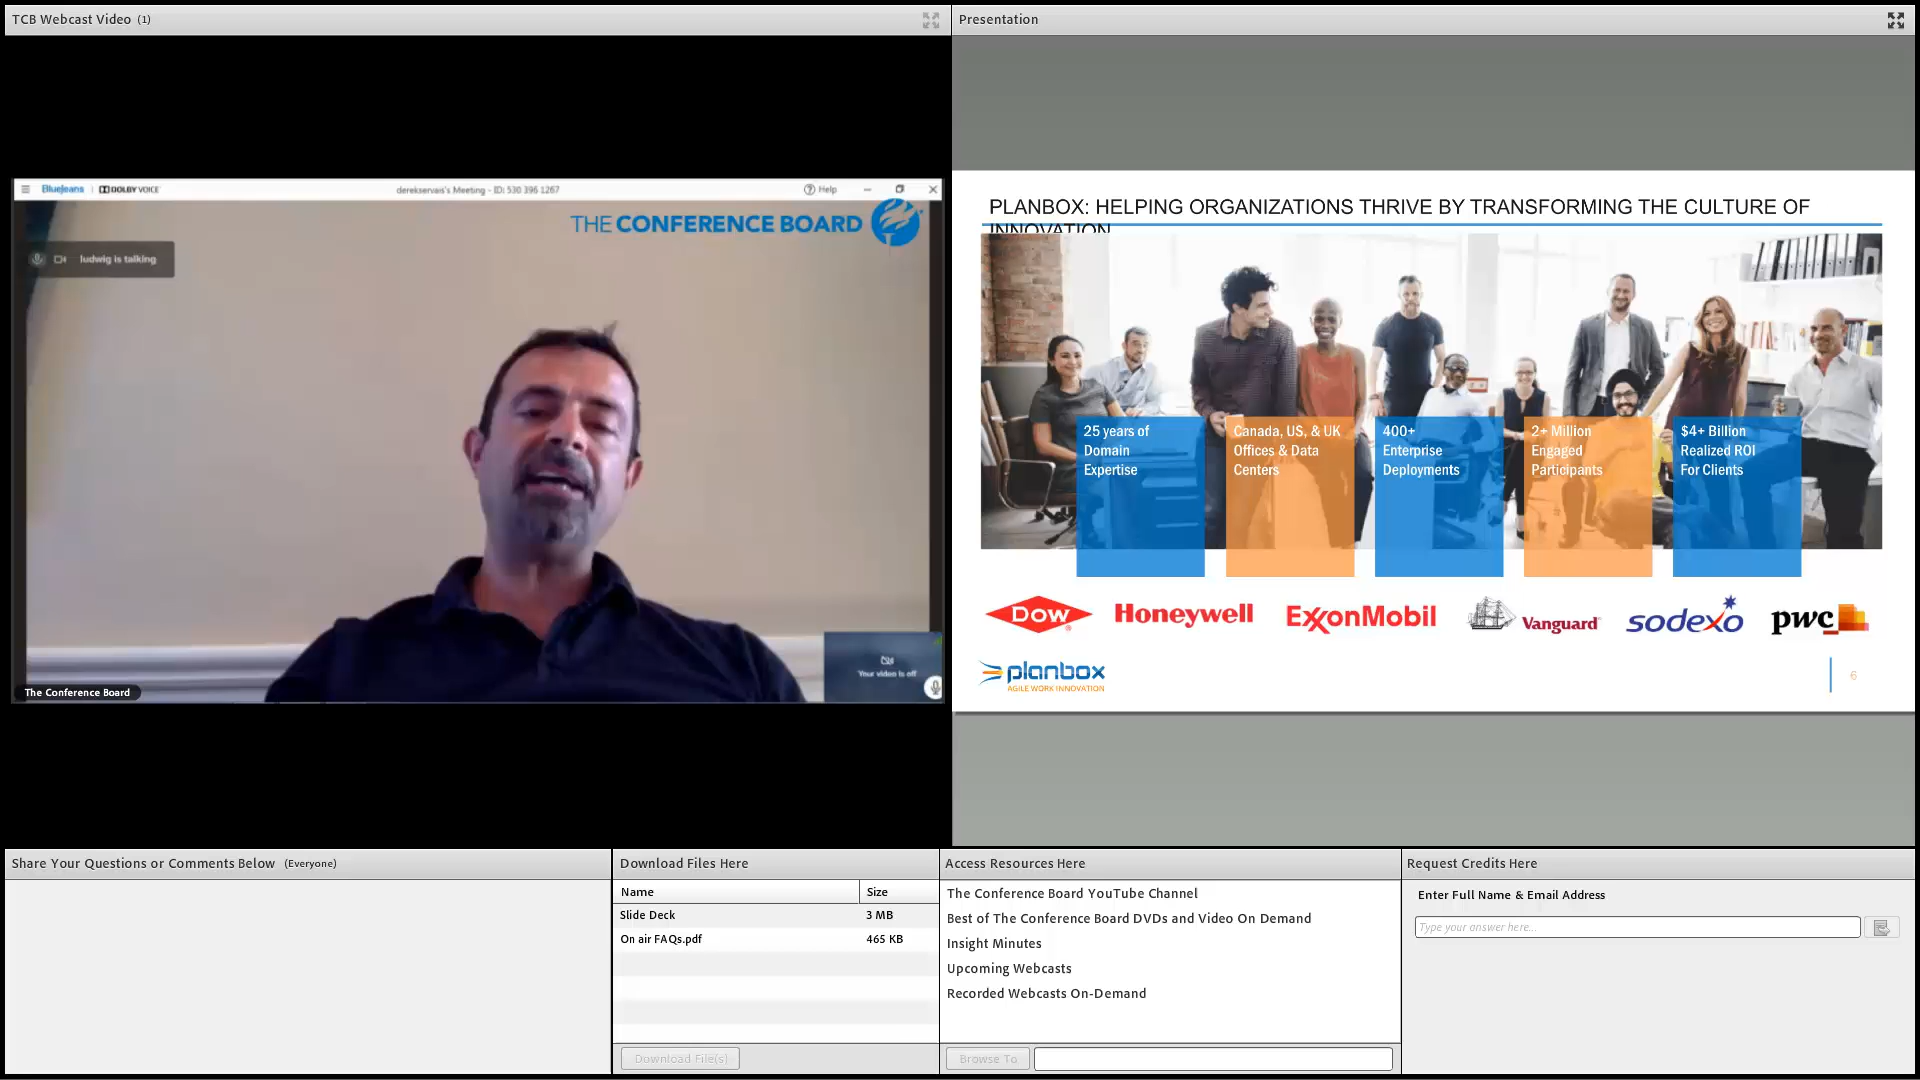 TCB Webcast Video (1)
BlueJeans | DOLBY VOICE
derekservais's Meeting - ID: 530 396 1267
Help
THE CONFERENCE BOARD
ludwig is talking
Your video is off
The Conference Board
Presentation
PLANBOX: HELPING ORGANIZATIONS THRIVE BY TRANSFORMING THE CULTURE OF
INNOVATION
25 years of
Domain
Expertise
Canada, US, & UK
Offices & Data
Centers
400+
Enterprise
Deployments
2+ Million
Engaged
Participants
$4+ Billion
Realized ROI
For Clients
Dow®
Honeywell
ExxonMobil
Vanguard
sodexo
pwc
planbox
AGILE WORK INNOVATION
6
Share Your Questions or Comments Below (Everyone)
Download Files Here
Name Size
Slide Deck 3 MB
On air FAQs.pdf 465 KB
Download File(s)
Access Resources Here
The Conference Board YouTube Channel
Best of The Conference Board DVDs and Video On Demand
Insight Minutes
Upcoming Webcasts
Recorded Webcasts On-Demand
Browse To
Request Credits Here
Enter Full Name & Email Address
Type your answer here...